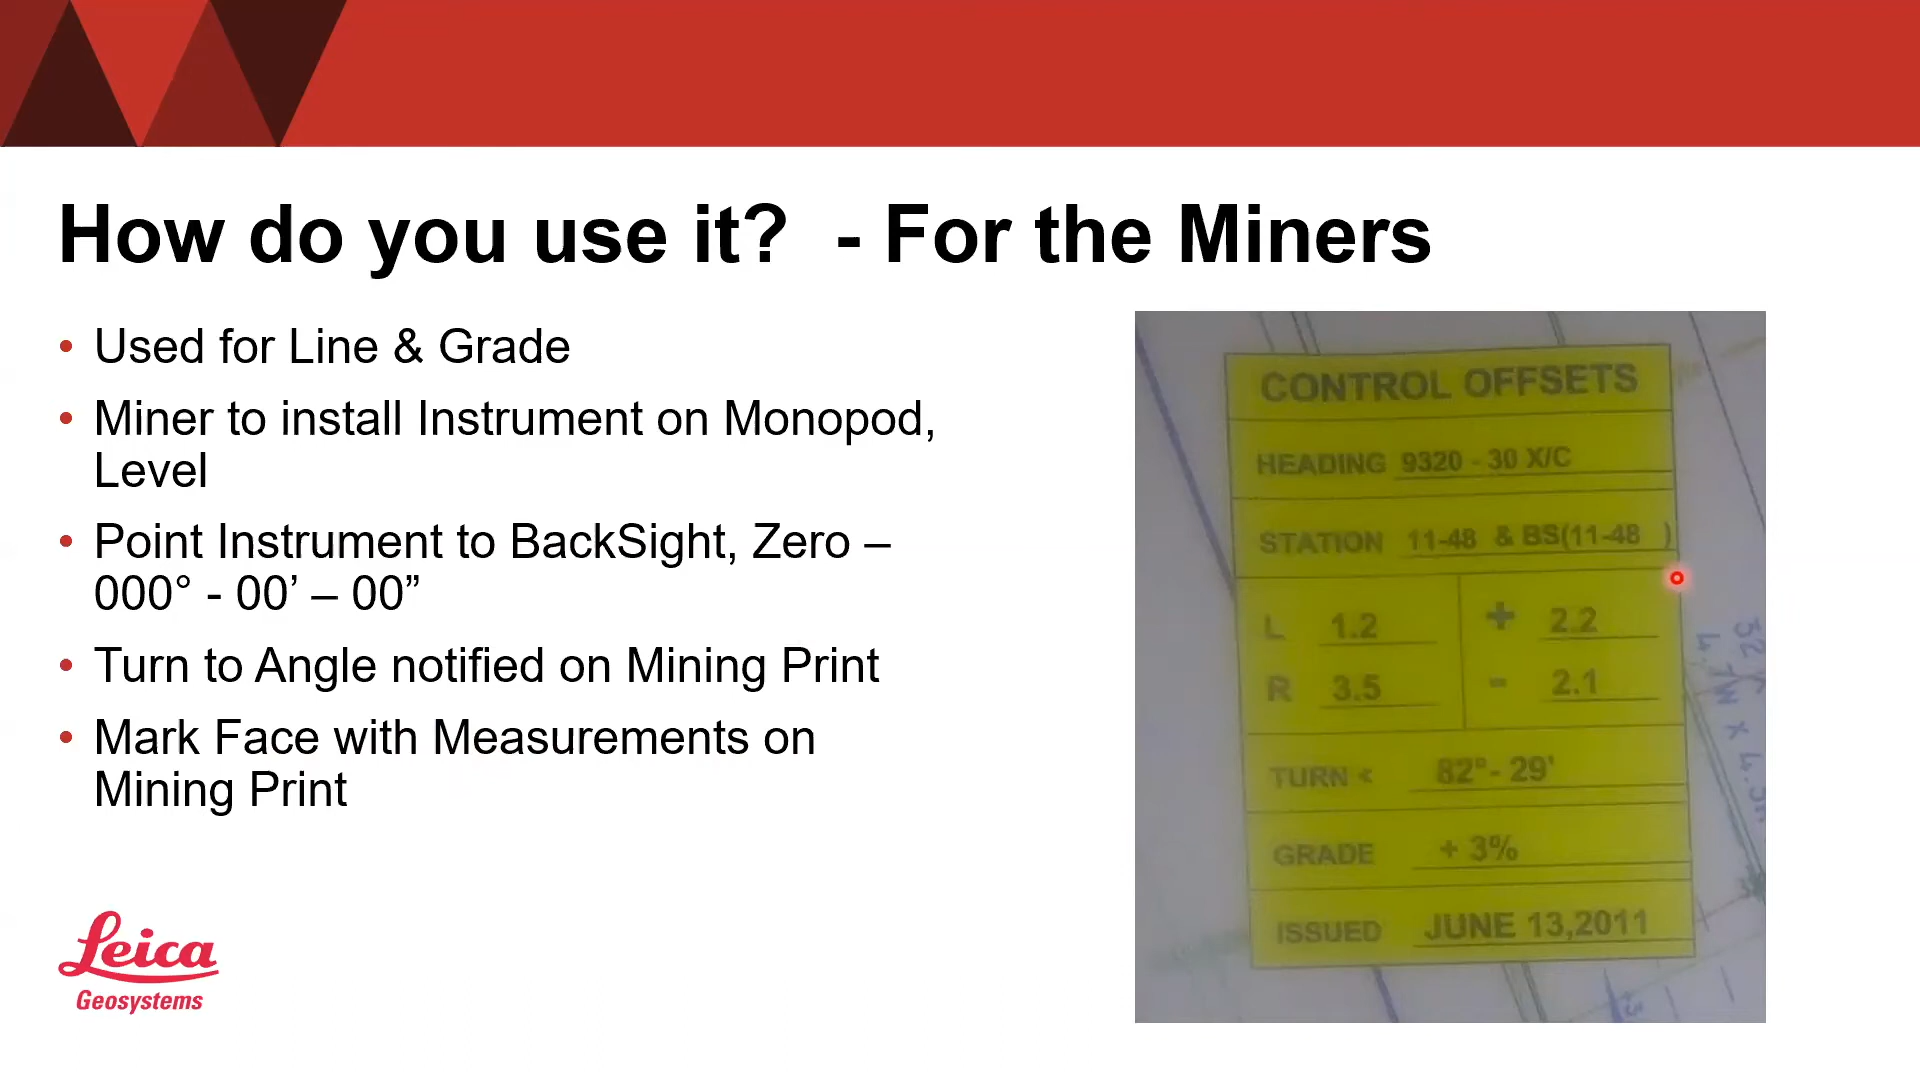 How do you use it?  - For the Miners
• Used for Line & Grade
• Miner to install Instrument on Monopod,
Level
• Point Instrument to BackSight, Zero –
000° - 00’ – 00”
• Turn to Angle notified on Mining Print
• Mark Face with Measurements on
Mining Print
Leica
Geosystems
CONTROL OFFSETS
HEADING 9320 - 30 X/C
STATION 11-48 & BS(11-48 )
L 1.2 + 2.2
R 3.5 - 2.1
TURN < 82°- 29'
GRADE + 3%
ISSUED JUNE 13,2011